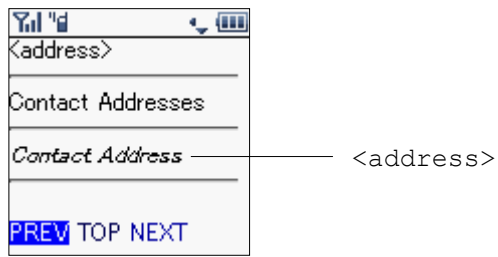 <address>
Contact Addresses
Contact Address
<address>
PREV TOP NEXT